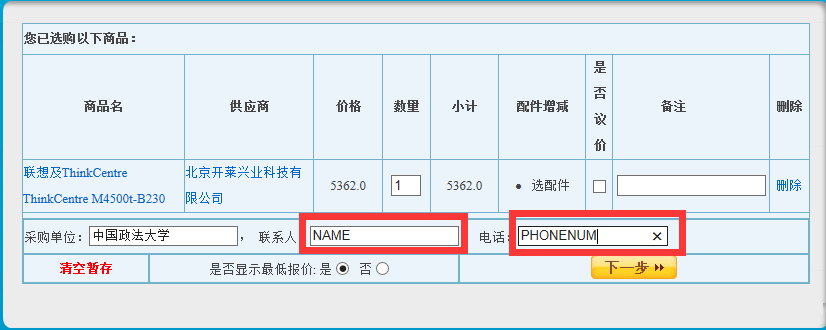 您已选购以下商品：
商品名 供应商 价格 数量 小计 配件增减 是否议价 备注 删除
联想及ThinkCentre 北京开莱兴业科技有
ThinkCentre M4500t-B230 限公司 5362.0 1 5362.0 • 选配件 删除
采购单位: 中国政法大学 ， 联系人 NAME 电话: PHONENUM ×
清空暂存 是否显示最低报价: 是 否 下一步